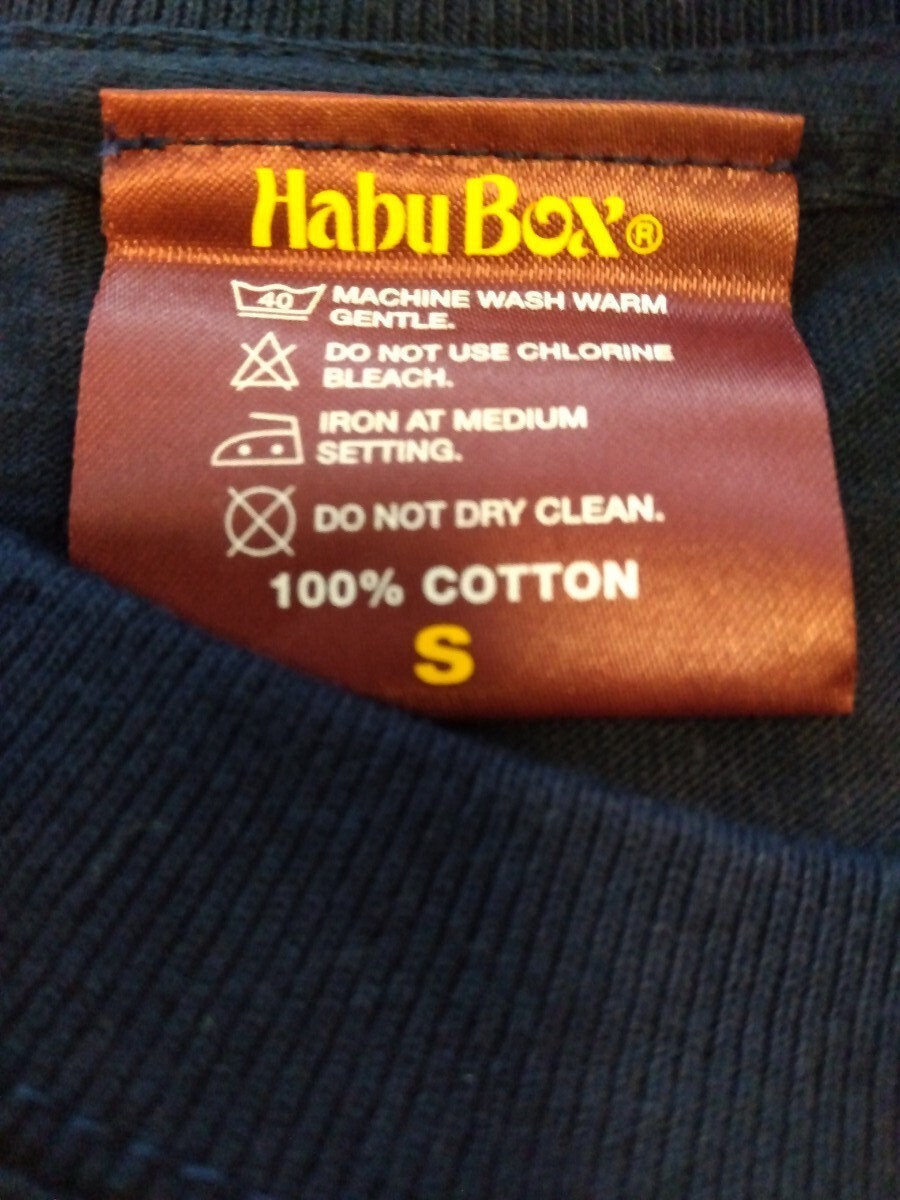 Habu Box®
40 MACHINE WASH WARM
GENTLE.
DO NOT USE CHLORINE
BLEACH.
IRON AT MEDIUM
SETTING.
DO NOT DRY CLEAN.
100% COTTON
S